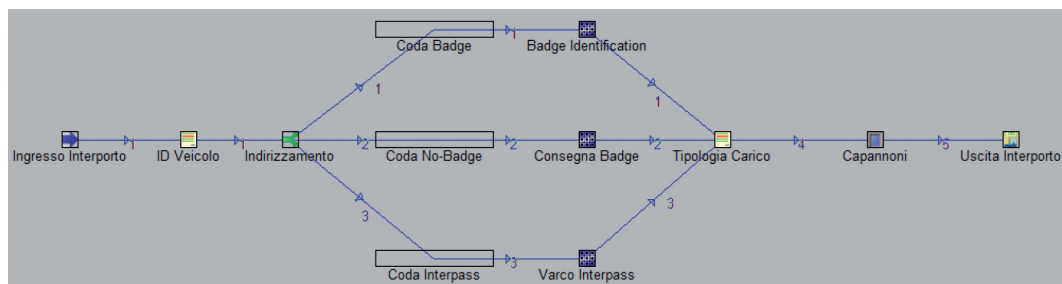 1
Coda Badge
Badge Identification
1
1
1
1
2
2
2
4
5
Ingresso Interporto
ID Veicolo
Indirizzamento
Coda No-Badge
Consegna Badge
Tipologia Carico
Capannoni
Uscita Interporto
3
3
3
Coda Interpass
Varco Interpass